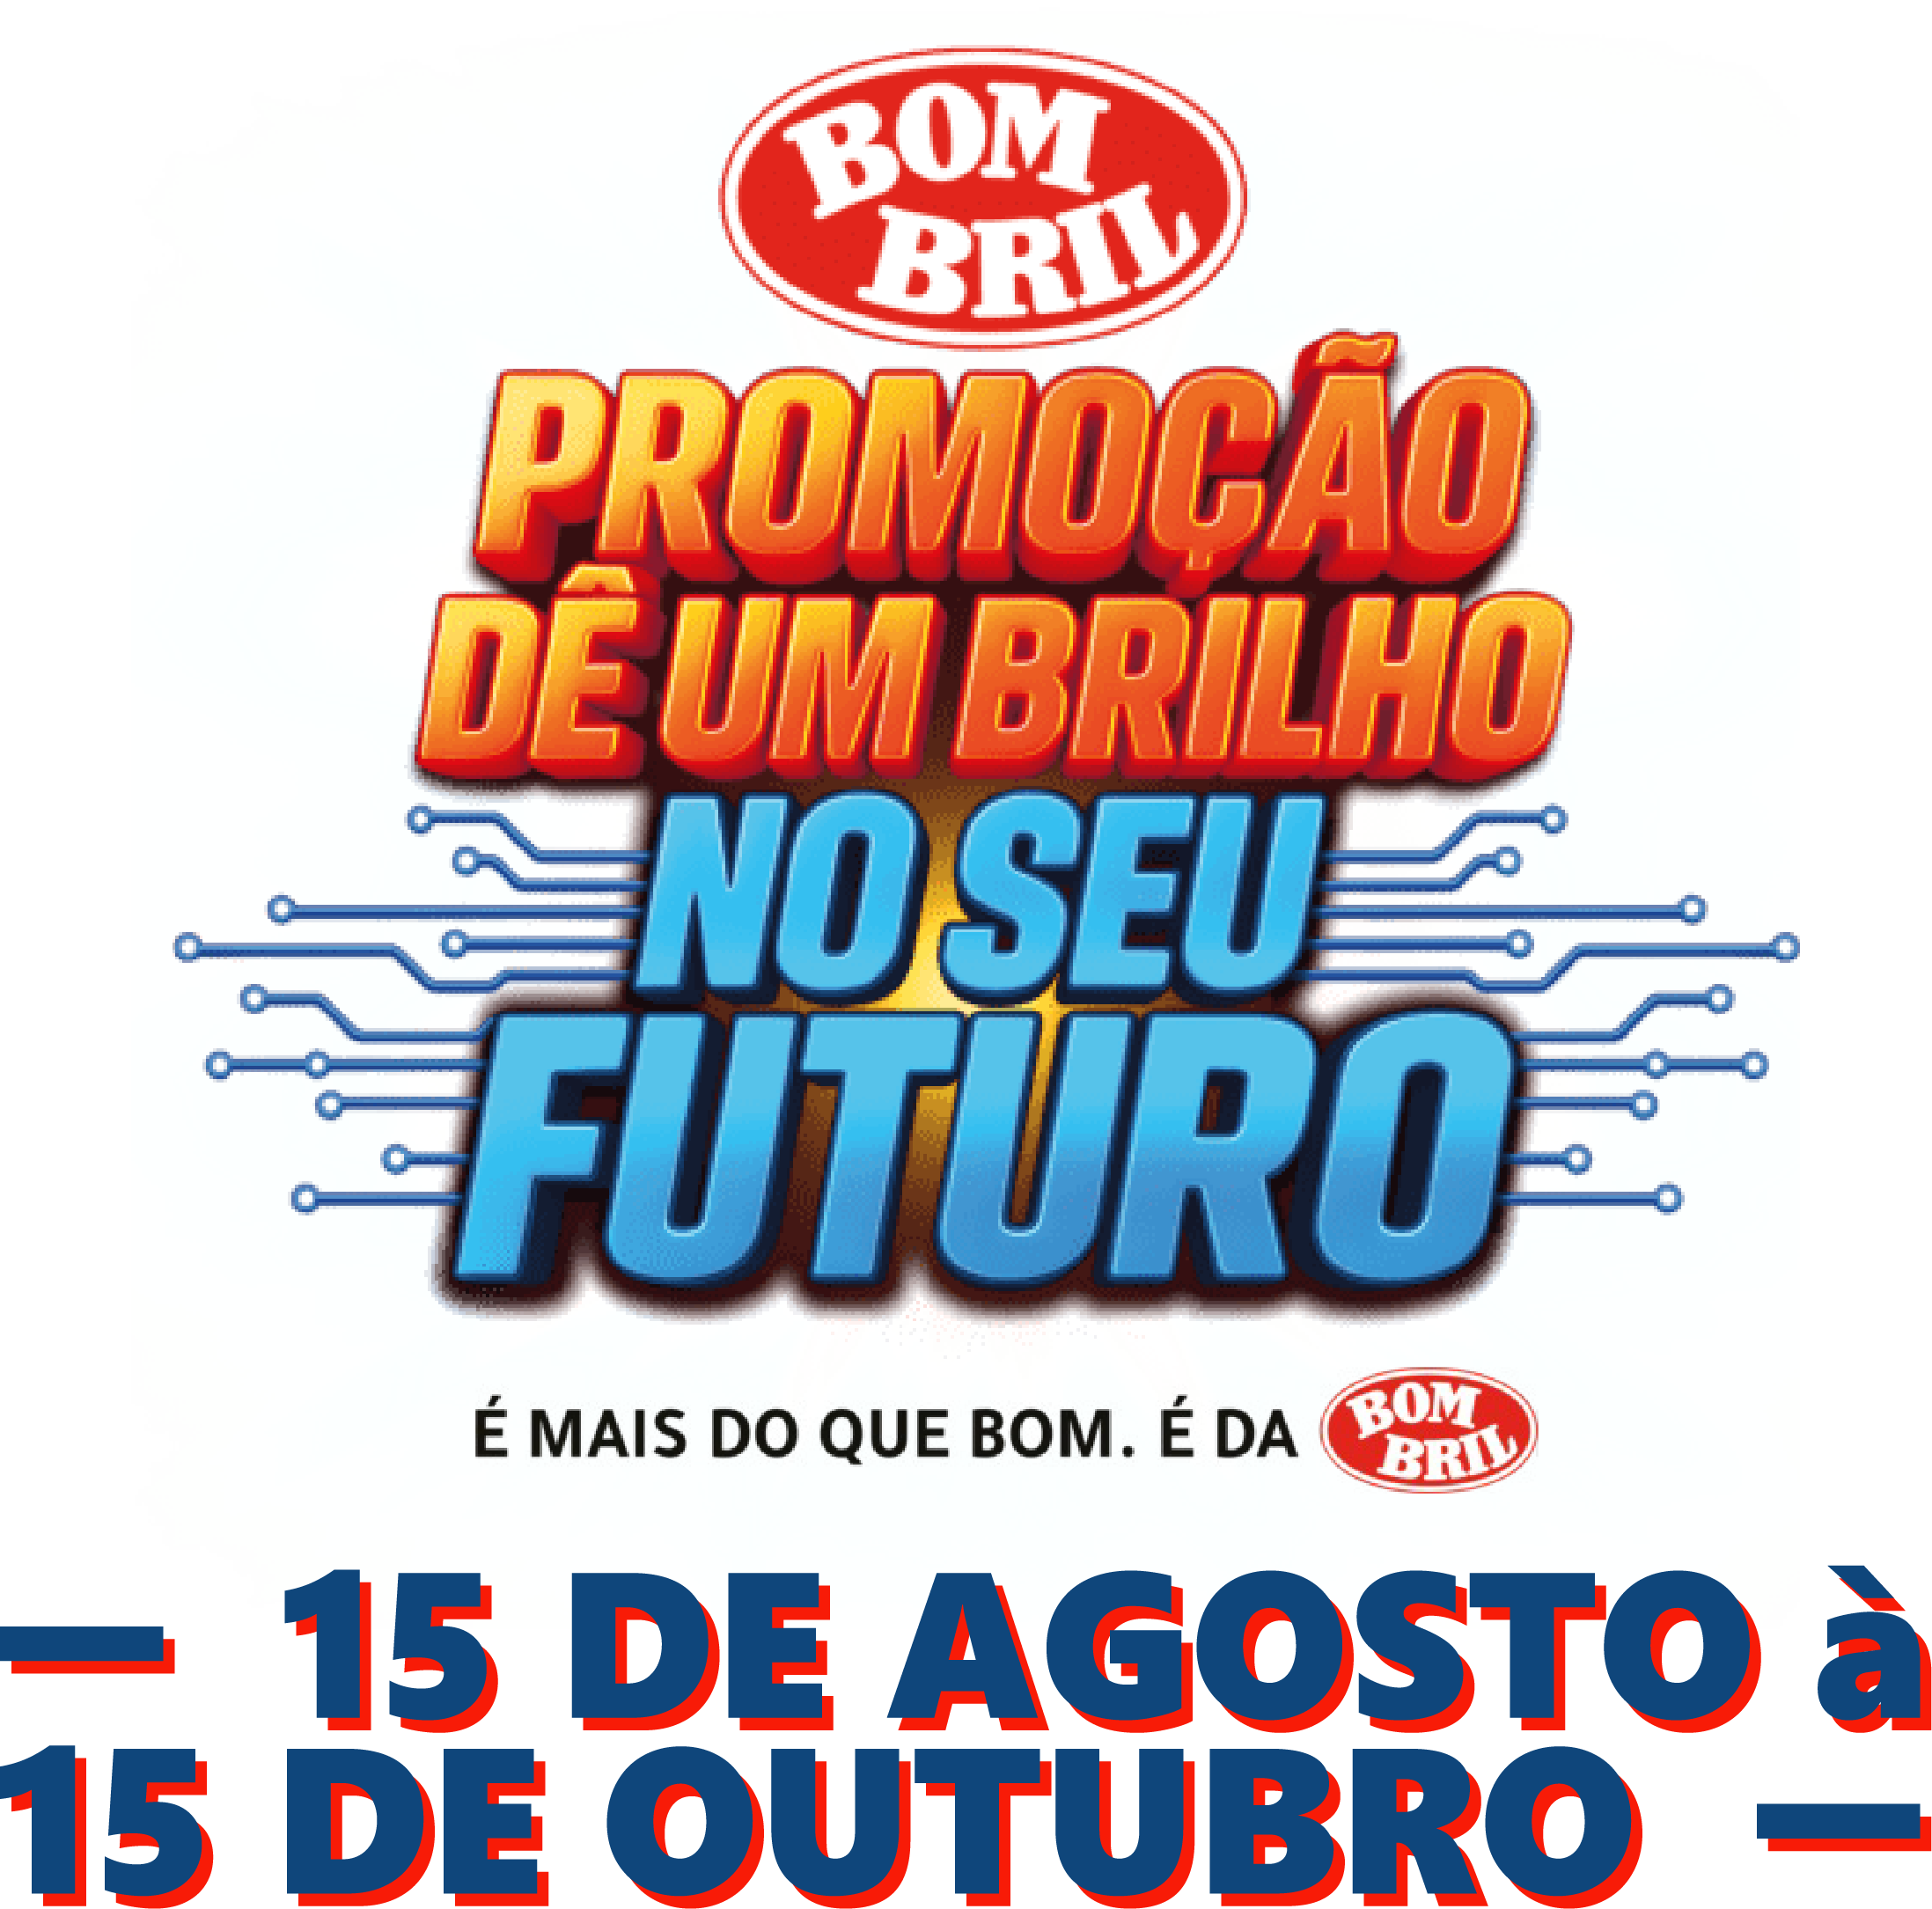 BOM
BRIL
PROMOÇÃO
DÊ UM BRILHO
NO SEU
FUTURO
É MAIS DO QUE BOM. É DA BOM BRIL
— 15 DE AGOSTO à
15 DE OUTUBRO —